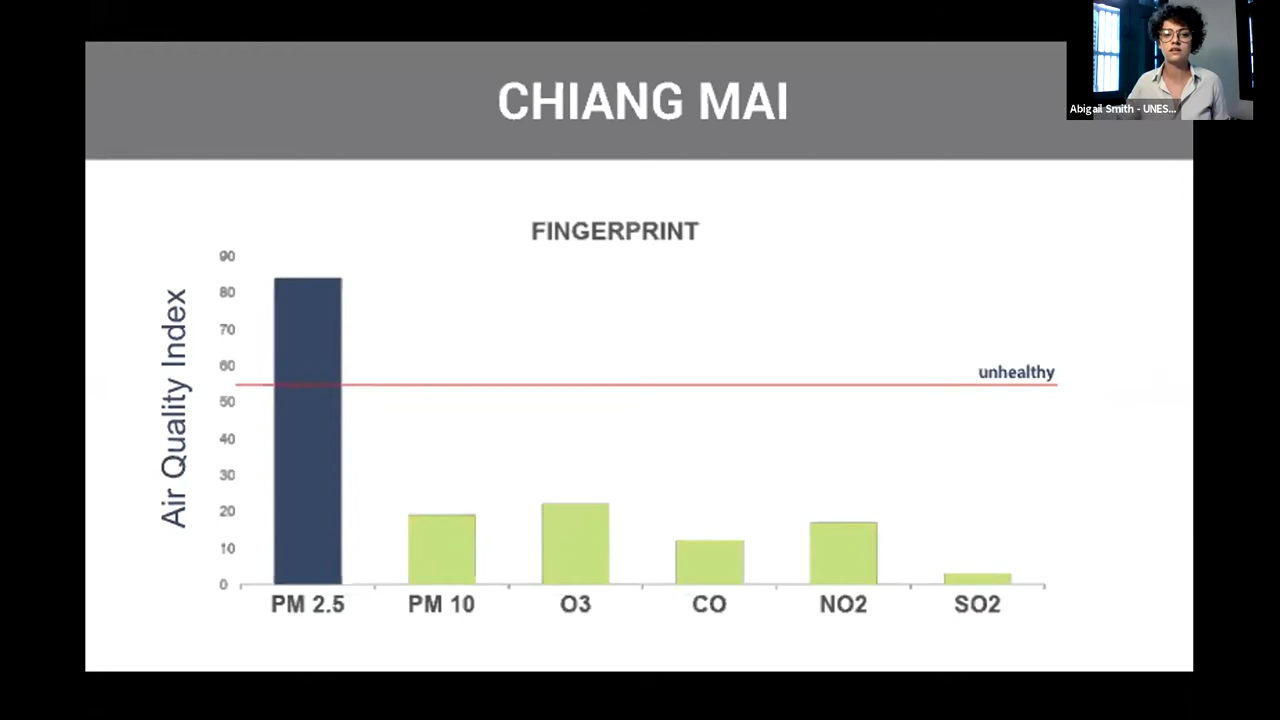 CHIANG MAI
Abigail Smith - UNES...
FINGERPRINT
Air Quality Index
90
80
70
60
50
40
30
20
10
0
unhealthy
PM 2.5 PM 10 O3 CO NO2 SO2